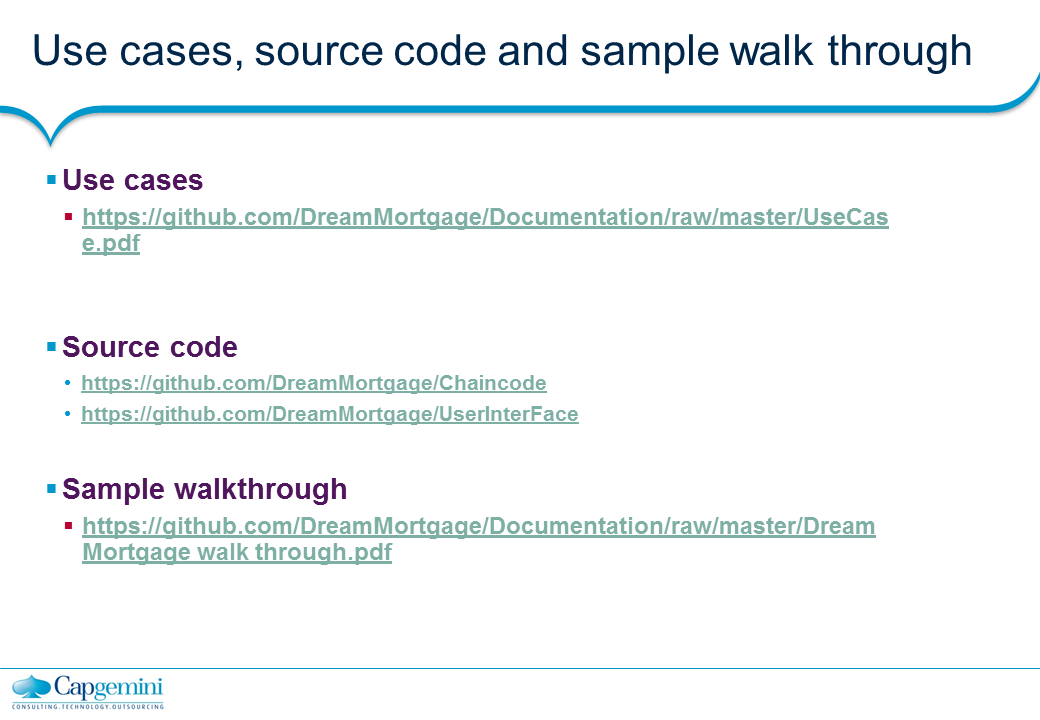 Use cases, source code and sample walk through
Use cases
https://github.com/DreamMortgage/Documentation/raw/master/UseCas
e.pdf
Source code
https://github.com/DreamMortgage/Chaincode
https://github.com/DreamMortgage/UserInterFace
Sample walkthrough
https://github.com/DreamMortgage/Documentation/raw/master/Dream
Mortgage walk through.pdf
Capgemini
CONSULTING.TECHNOLOGY.OUTSOURCING